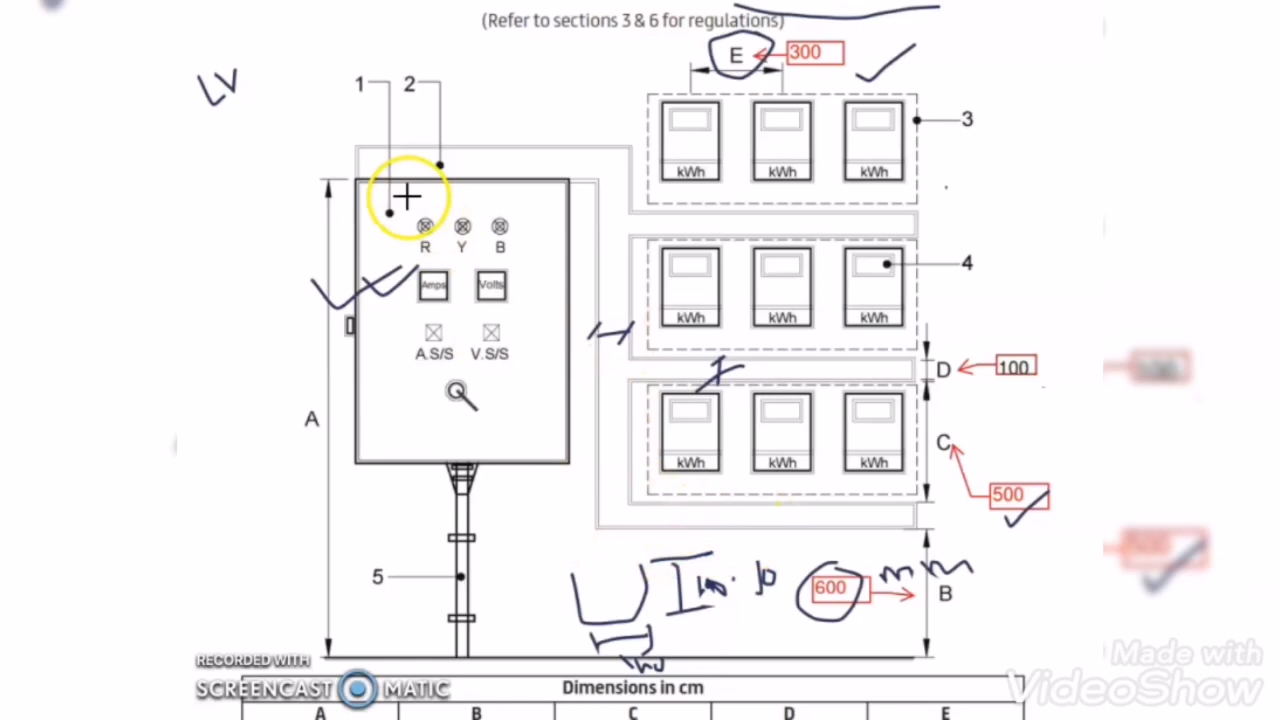 (Refer to sections 3 & 6 for regulations)
E 300
LV
1 2
3
kWh kWh kWh
R Y B
4
Amps Volts
kWh kWh kWh
A.S/S V.S/S
D 100
A
C
kWh kWh kWh
500
5
600 mm
B
RECORDED WITH
SCREENCAST MATIC
Made with
VideoShow
Dimensions in cm
A B C D E